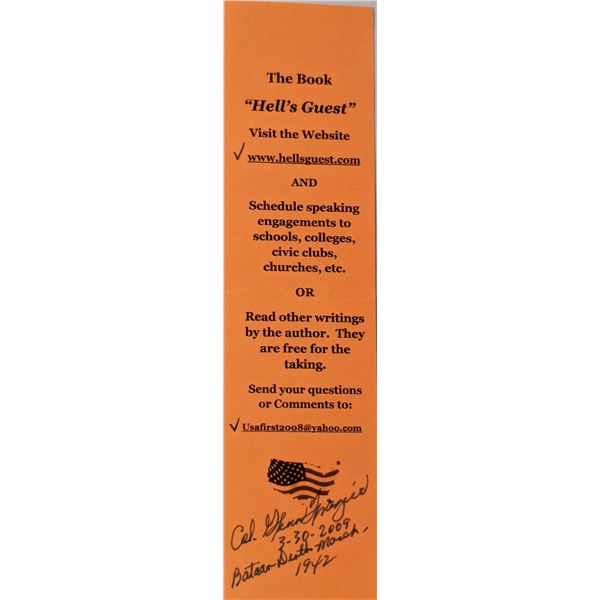 The Book
“Hell’s Guest”
Visit the Website
✓ www.hellsguest.com
AND
Schedule speaking
engagements to
schools, colleges,
civic clubs,
churches, etc.
OR
Read other writings
by the author. They
are free for the
taking.
Send your questions
or Comments to:
✓ Usafirst2008@yahoo.com
Col. Glenn Frazier
3-30-2009
Bataan Death March -
1942